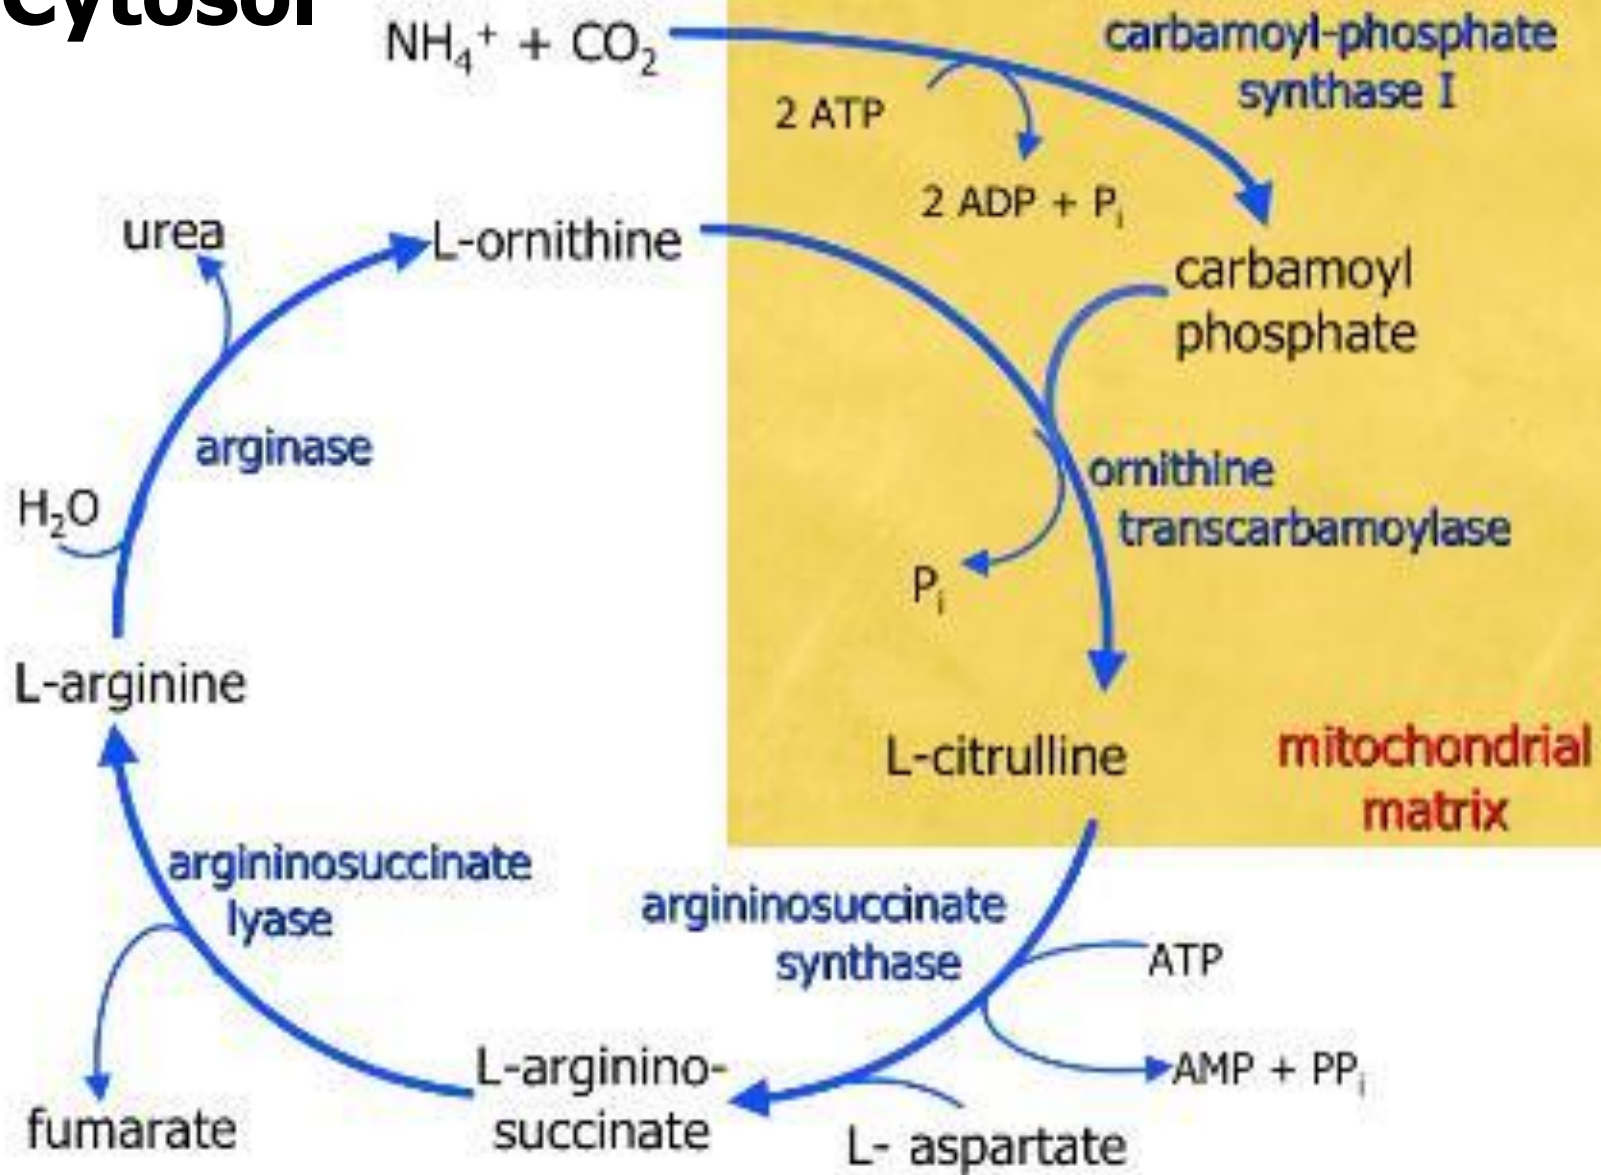 Cytosol
NH₄⁺ + CO₂
carbamoyl-phosphate
synthase I
2 ATP
2 ADP + Pᵢ
urea
L-ornithine
carbamoyl
phosphate
arginase
H₂O
ornithine
transcarbamoylase
Pᵢ
L-arginine
L-citrulline
mitochondrial
matrix
argininosuccinate
lyase
argininosuccinate
synthase
ATP
AMP + PPᵢ
L-arginino-
succinate
fumarate
L- aspartate